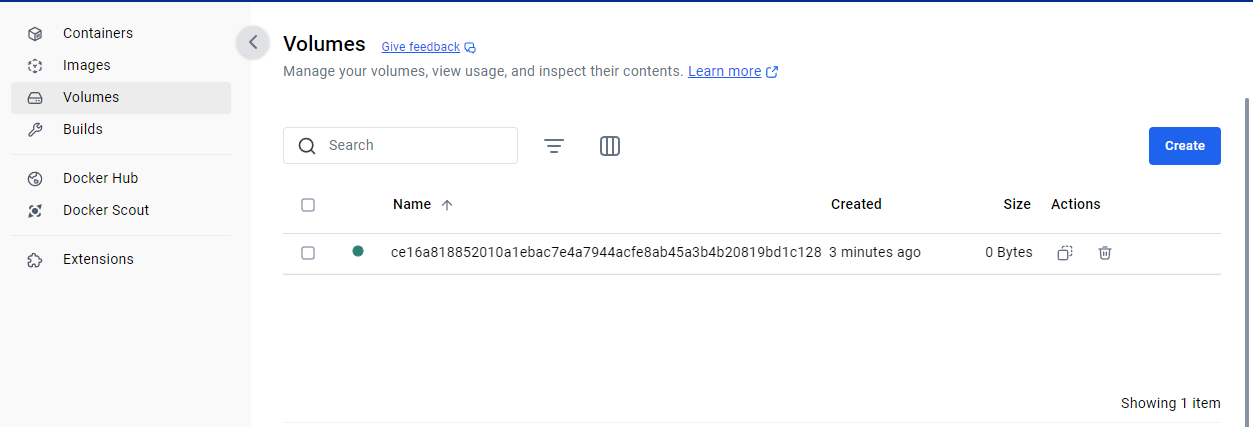 Containers
Images
Volumes
Builds
Docker Hub
Docker Scout
Extensions
Volumes Give feedback
Manage your volumes, view usage, and inspect their contents. Learn more
Search
Create
Name Created Size Actions
ce16a818852010a1ebac7e4a7944acfe8ab45a3b4b20819bd1c128 3 minutes ago 0 Bytes
Showing 1 item